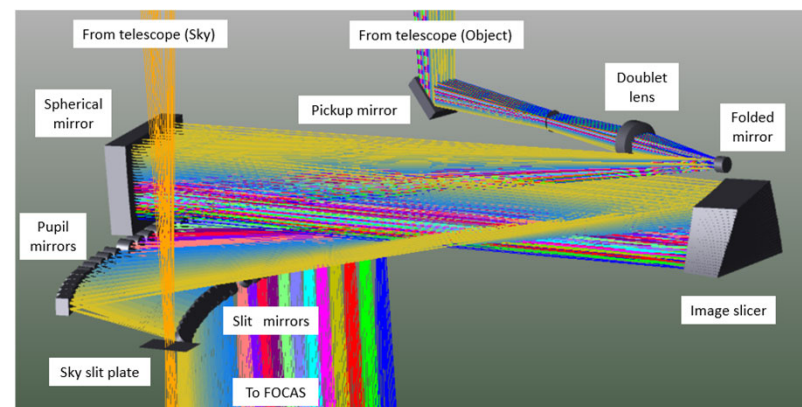 From telescope (Sky)
From telescope (Object)
Doublet
lens
Spherical
mirror
Pickup mirror
Folded
mirror
Pupil
mirrors
Image slicer
Slit mirrors
Sky slit plate
To FOCAS